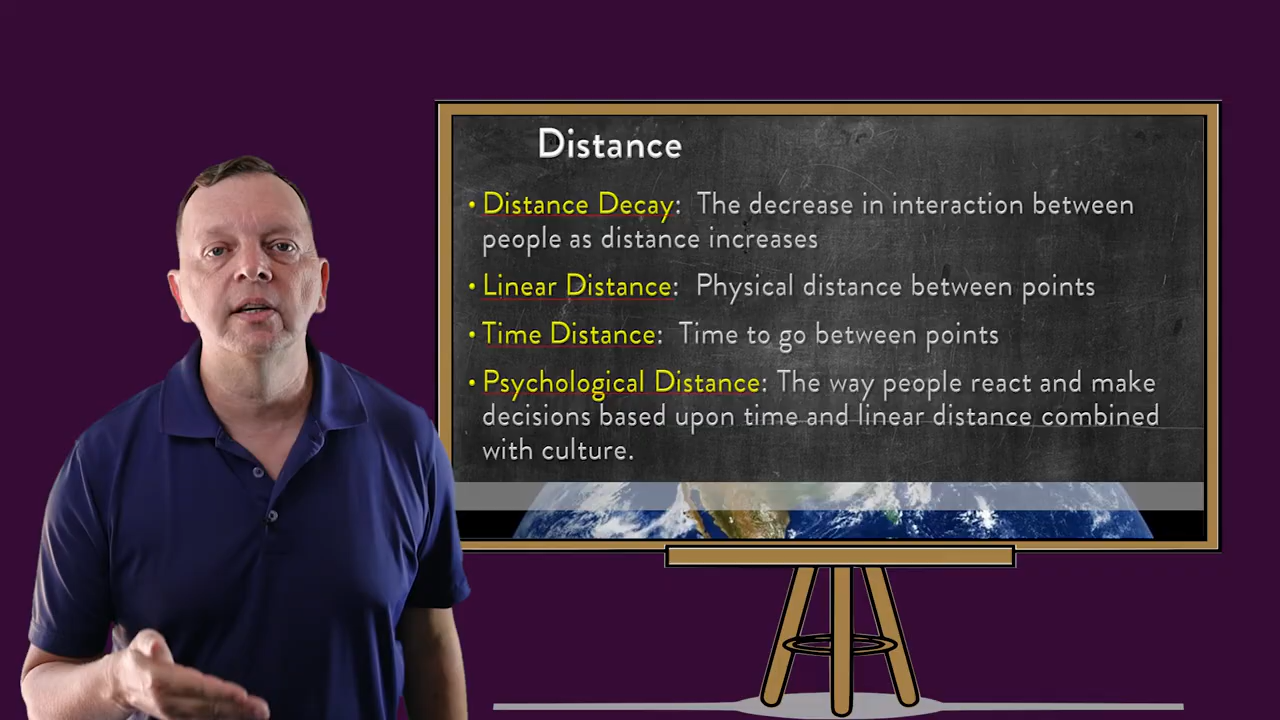 Distance
• Distance Decay: The decrease in interaction between
people as distance increases
• Linear Distance: Physical distance between points
• Time Distance: Time to go between points
• Psychological Distance: The way people react and make
decisions based upon time and linear distance combined
with culture.